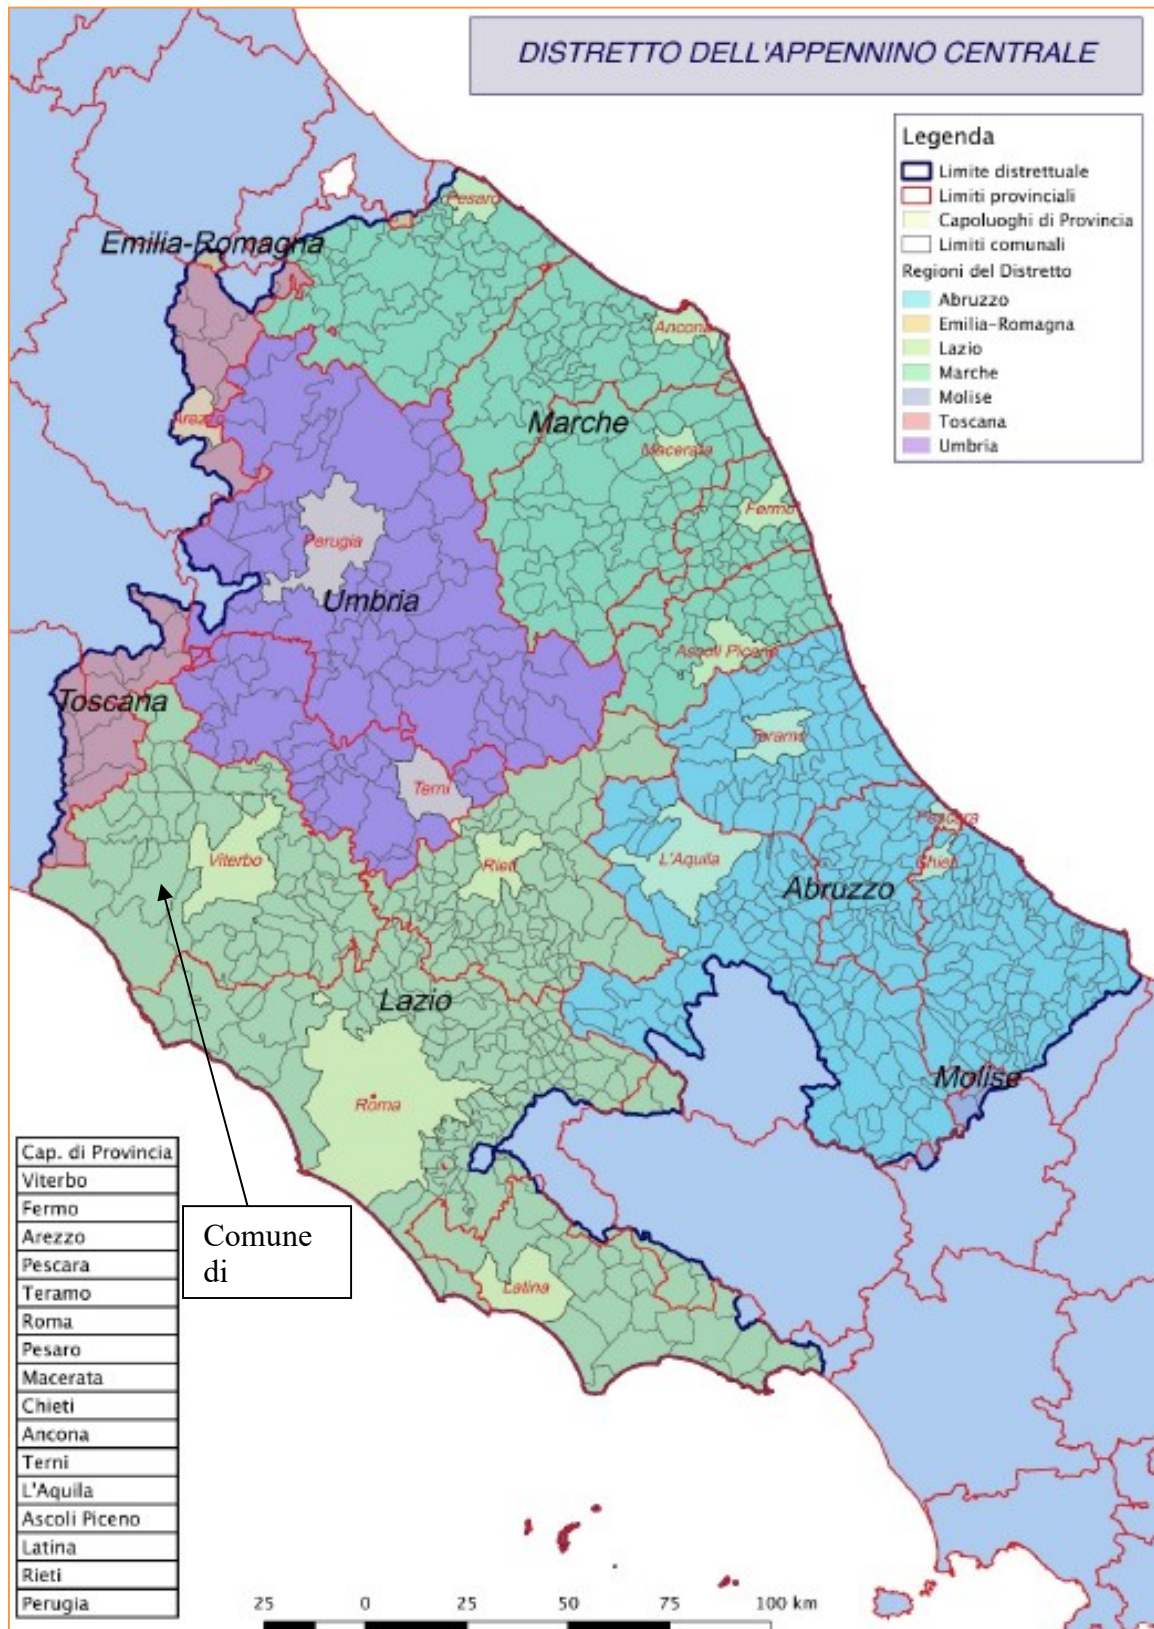 DISTRETTO DELL'APPENNINO CENTRALE
Legenda
Limite distrettuale
Limiti provinciali
Capoluoghi di Provincia
Limiti comunali
Regioni del Distretto
Abruzzo
Emilia-Romagna
Lazio
Marche
Molise
Toscana
Umbria
Pesaro
Emilia-Romagna
Ancona
Arezzo
Marche
Macerata
Fermo
Perugia
Umbria
Ascoli Piceno
Toscana
Teramo
Terni
Pescara
Viterbo
Rieti
L'Aquila
Chieti
Abruzzo
Lazio
Molise
Roma
Latina
Comune
di
Cap. di Provincia
Viterbo
Fermo
Arezzo
Pescara
Teramo
Roma
Pesaro
Macerata
Chieti
Ancona
Terni
L'Aquila
Ascoli Piceno
Latina
Rieti
Perugia
25 0 25 50 75 100 km